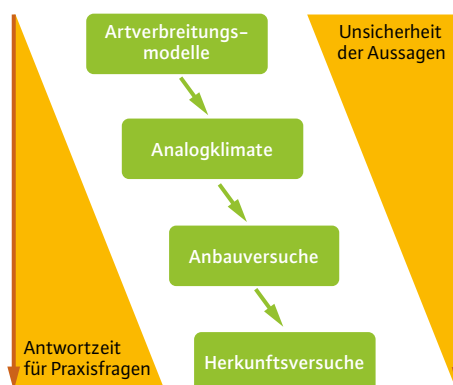 Artverbreitungs-
modelle
Unsicherheit
der Aussagen
Analogklimate
Anbauversuche
Antwortzeit
für Praxisfragen
Herkunftsversuche